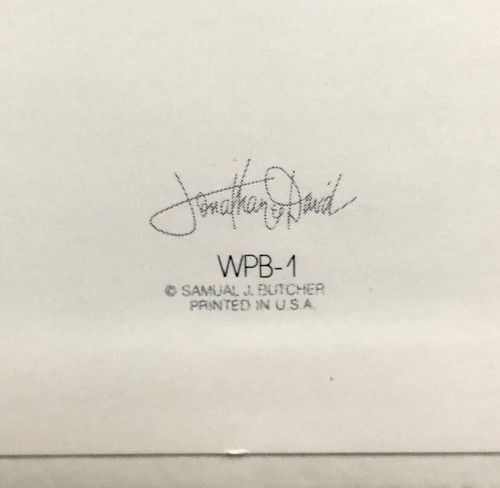 Jonathan & David
WPB-1
© SAMUAL J. BUTCHER
PRINTED IN U.S.A.